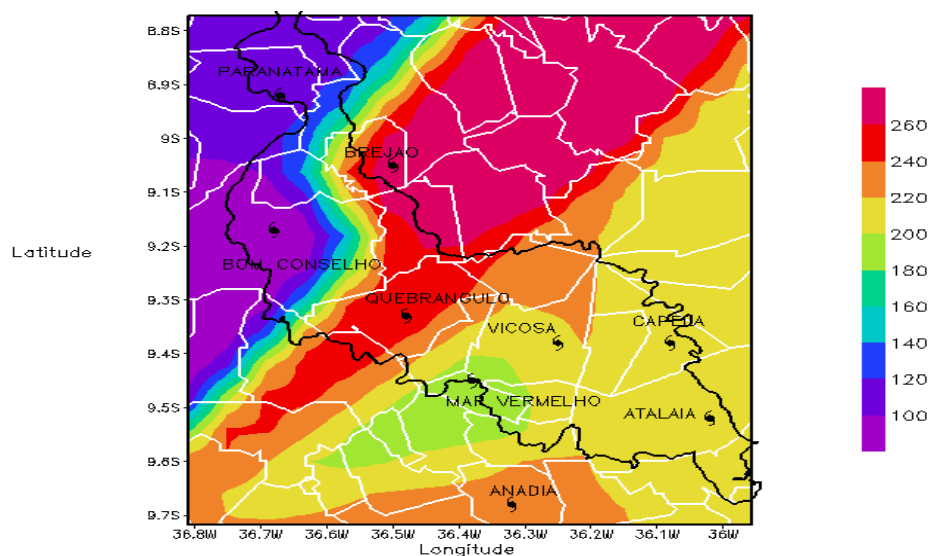 8.8S
8.9S
9S
9.1S
9.2S
9.3S
9.4S
9.5S
9.6S
9.7S
Latitude
PARANATAMA
BREJAO
BOM CONSELHO
QUEBRANGULO
VICOSA
CAPELA
MAR VERMELHO
ATALAIA
ANADIA
36.8W 36.7W 36.6W 36.5W 36.4W 36.3W 36.2W 36.1W 36W
Longitude
260
240
220
200
180
160
140
120
100